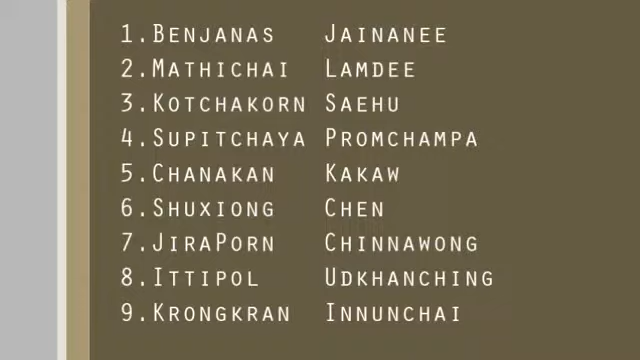 1.Benjanas Jainanee
2.Mathichai Lamdee
3.Kotchakorn Saehu
4.Supitchaya Promchampa
5.Chanakan Kakaw
6.Shuxiong Chen
7.JiraPorn Chinnawong
8.Ittipol Udkhanching
9.Krongkran Innunchai